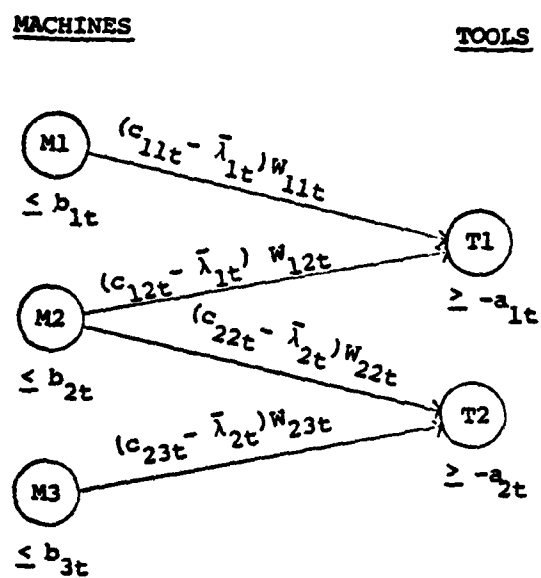 MACHINES
TOOLS
(c₁₁ₜ - λ̄₁ₜ)W₁₁ₜ
M1
≤ b₁ₜ
T1
(c₁₂ₜ - λ̄₁ₜ) W₁₂ₜ
≥ -a₁ₜ
M2
(c₂₂ₜ - λ̄₂ₜ)W₂₂ₜ
≤ b₂ₜ
T2
(c₂₃ₜ - λ̄₂ₜ)W₂₃ₜ
≥ -a₂ₜ
M3
≤ b₃ₜ